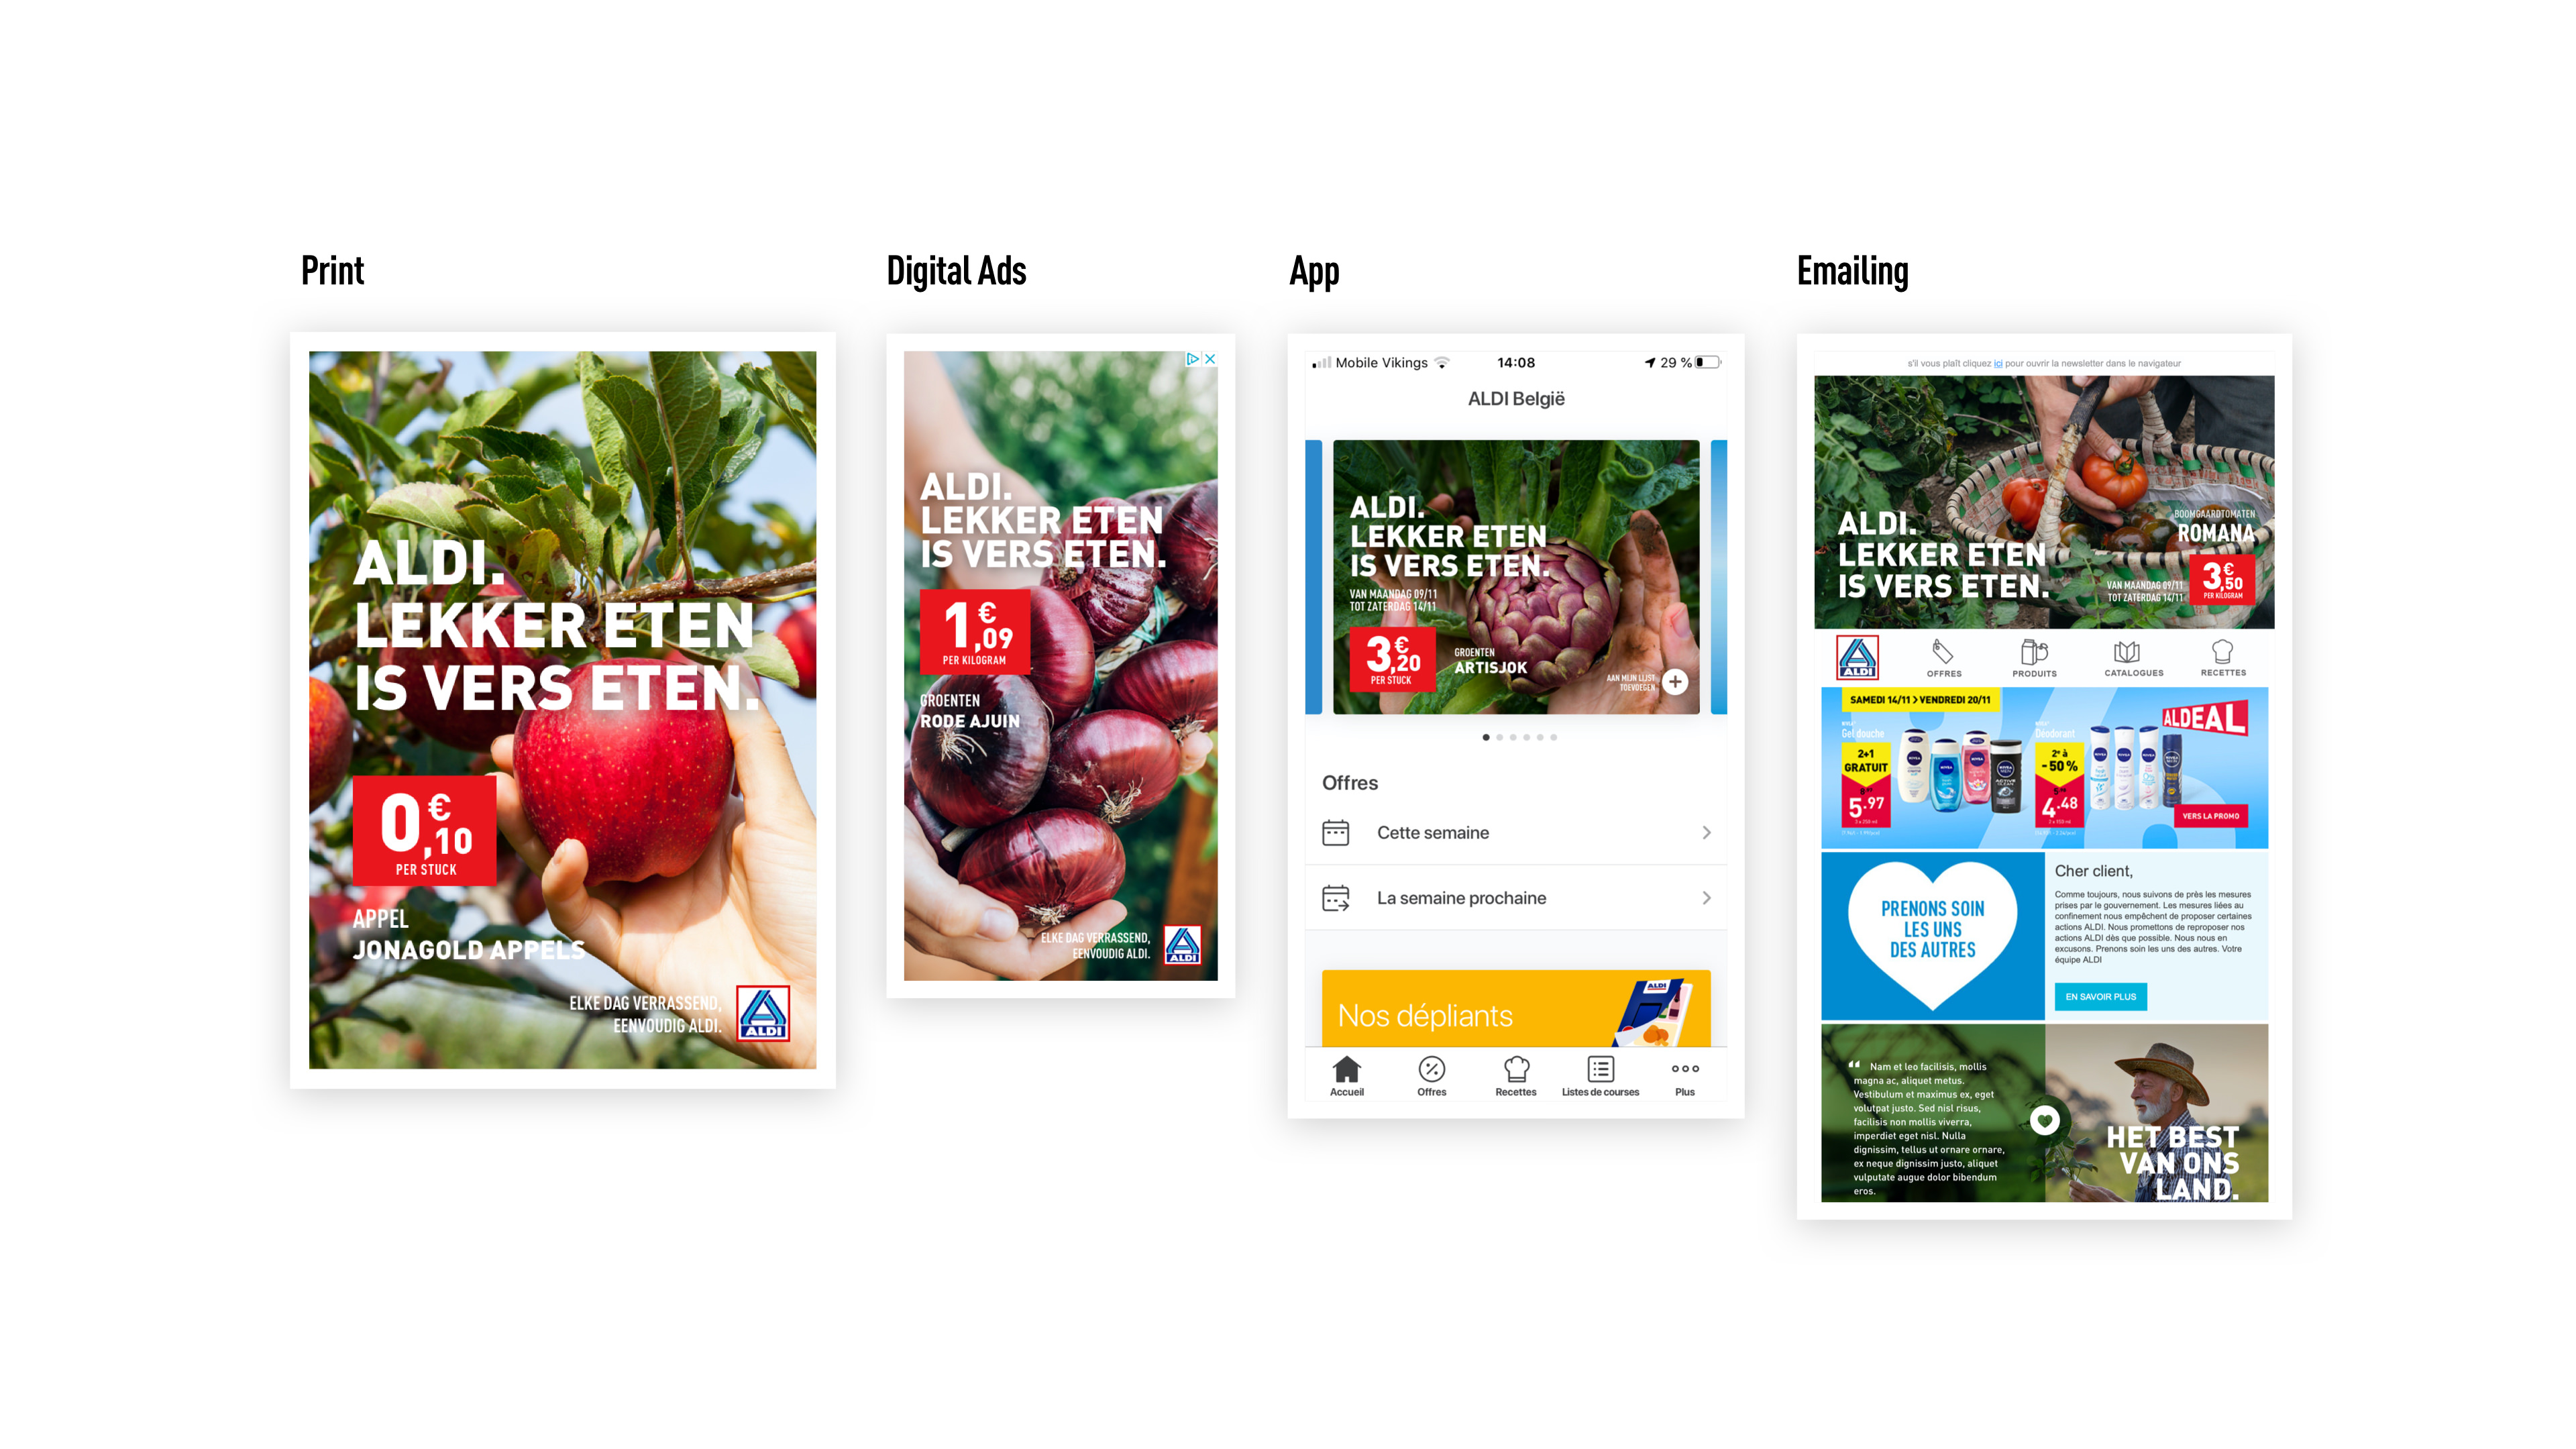 Print
ALDI.
LEKKER ETEN
IS VERS ETEN.
0,10 €
PER STUCK
APPEL
JONAGOLD APPELS
ELKE DAG VERRASSEND,
EENVOUDIG ALDI.
ALDI
Digital Ads
ALDI.
LEKKER ETEN
IS VERS ETEN.
1,09 €
PER KILOGRAM
GROENTEN
RODE AJUIN
ELKE DAG VERRASSEND,
EENVOUDIG ALDI.
ALDI
App
Mobile Vikings 14:08 29 %
ALDI België
ALDI.
LEKKER ETEN
IS VERS ETEN.
VAN MAANDAG 09/11
TOT ZATERDAG 14/11
3,20 €
PER STUCK
GROENTEN
ARTISJOK
AAN MIJN LIJST
TOEVOEGEN
Offres
Cette semaine
La semaine prochaine
Nos dépliants
ALDI
Accueil Offres Recettes Listes de courses Plus
Emailing
s'il vous plaît cliquez ici pour ouvrir la newsletter dans le navigateur
ALDI.
LEKKER ETEN
IS VERS ETEN.
BOOMGAARDTOMATEN
ROMANA
VAN MAANDAG 09/11
TOT ZATERDAG 14/11
3,50 €
PER KILOGRAM
ALDI
OFFRES PRODUITS CATALOGUES RECETTES
SAMEDI 14/11 > VENDREDI 20/11
ALDEAL
Gel douche
2+1
GRATUIT
5.97
Déodorant
2e à
-50 %
4.48
VERS LA PROMO
PRENONS SOIN
LES UNS
DES AUTRES
Cher client,
Comme toujours, nous suivons de près les mesures
prises par le gouvernement. Les mesures liées au
confinement nous empêchent de proposer certaines
actions ALDI. Nous promettons de reproposer nos
actions ALDI dès que possible. Nous nous en
excusons. Prenons soin les uns des autres. Votre
équipe ALDI
EN SAVOIR PLUS
“ Nam et leo facilisis, mollis
magna ac, aliquet metus.
Vestibulum et maximus ex, eget
volutpat justo. Sed nisl risus,
facilisis non mollis viverra,
imperdiet eget nisl. Nulla
dignissim, tellus ut ornare ornare,
ex neque dignissim justo, aliquet
vulputate augue dolor bibendum
eros.
HET BEST
VAN ONS
LAND.